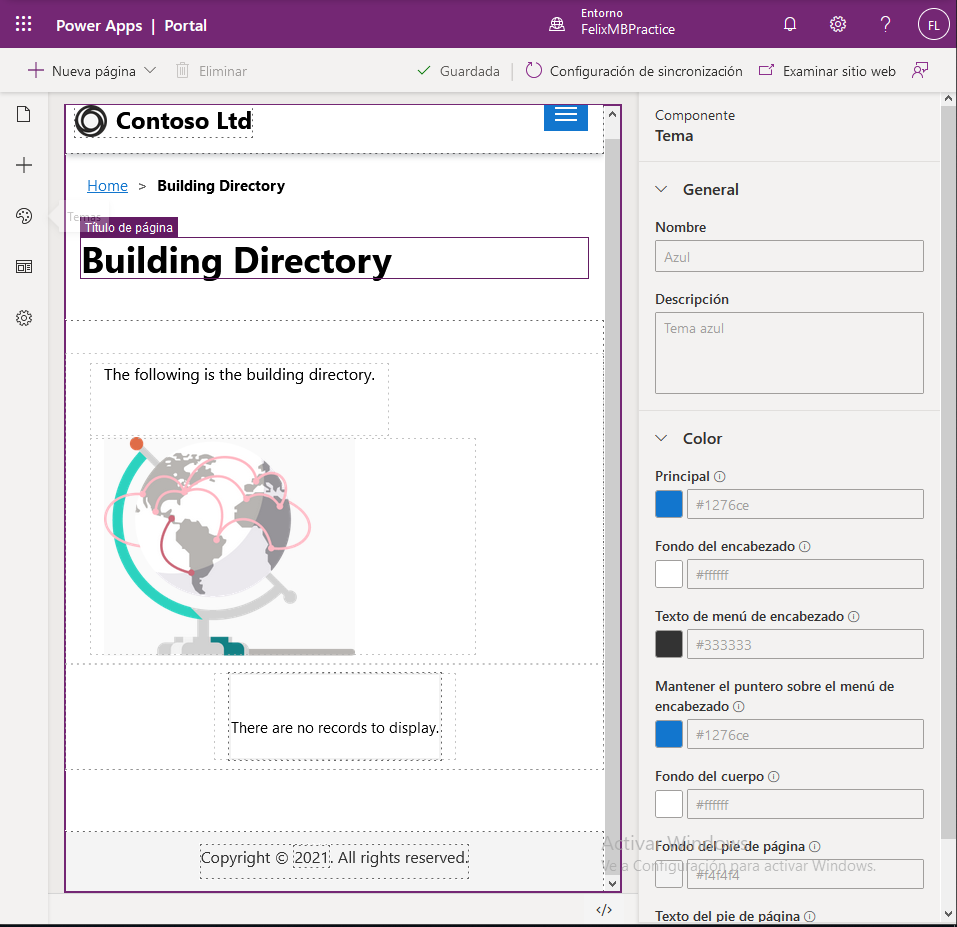 Power Apps | Portal
Entorno
FelixMBPractice
FL
Nueva página
Eliminar
Guardada
Configuración de sincronización
Examinar sitio web
Contoso Ltd
Home > Building Directory
Temas
Título de página
Building Directory
The following is the building directory.
There are no records to display.
Copyright © 2021. All rights reserved.
</>
Componente
Tema
General
Nombre
Azul
Descripción
Tema azul
Color
Principal
#1276ce
Fondo del encabezado
#ffffff
Texto de menú de encabezado
#333333
Mantener el puntero sobre el menú de
encabezado
#1276ce
Fondo del cuerpo
#ffffff
Activar Windows
Fondo del pie de página
Ve a Configuración para activar Windows.
#f4f4f4
Texto del pie de página